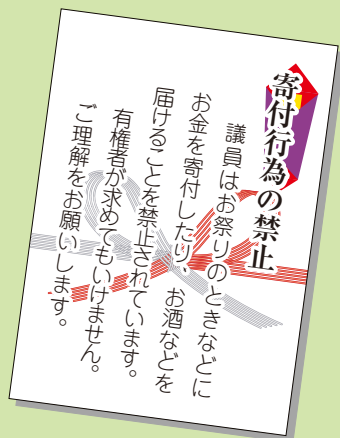 寄付行為の禁止
議員はお祭りのときなどに
お金を寄付したり、お酒などを
届けることを禁止されています。
有権者が求めてもいけません。
ご理解をお願いします。